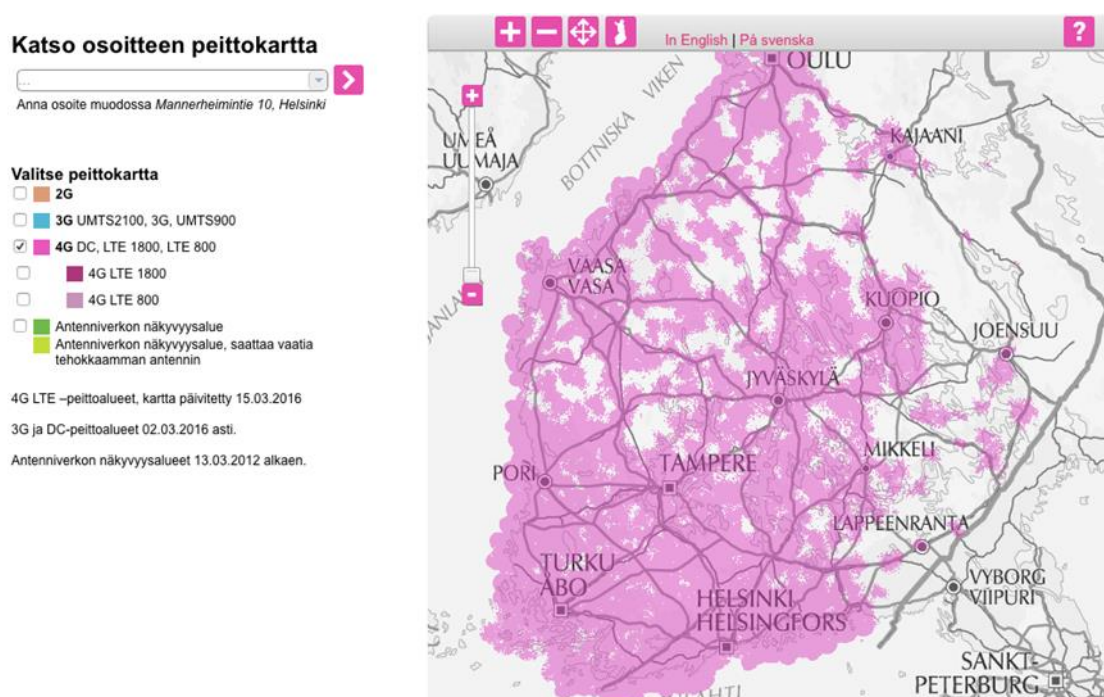 Katso osoitteen peittokartta
...
Anna osoite muodossa Mannerheimintie 10, Helsinki
Valitse peittokartta
2G
3G UMTS2100, 3G, UMTS900
4G DC, LTE 1800, LTE 800
4G LTE 1800
4G LTE 800
Antenniverkon näkyvyysalue
Antenniverkon näkyvyysalue, saattaa vaatia
tehokkaamman antennin
4G LTE –peittoalueet, kartta päivitetty 15.03.2016
3G ja DC-peittoalueet 02.03.2016 asti.
Antenniverkon näkyvyysalueet 13.03.2012 alkaen.
In English | På svenska
?
OULU
BOTTNISKA VIKEN
UMEÅ
UUMAJA
KAJAANI
VAASA
VASA
KUOPIO
JOENSUU
JYVÄSKYLÄ
MIKKELI
PORI
TAMPERE
LAPPEENRANTA
TURKU
ÅBO
HELSINKI
HELSINGFORS
VYBORG
VIIPURI
SANKT-
PETERBURG